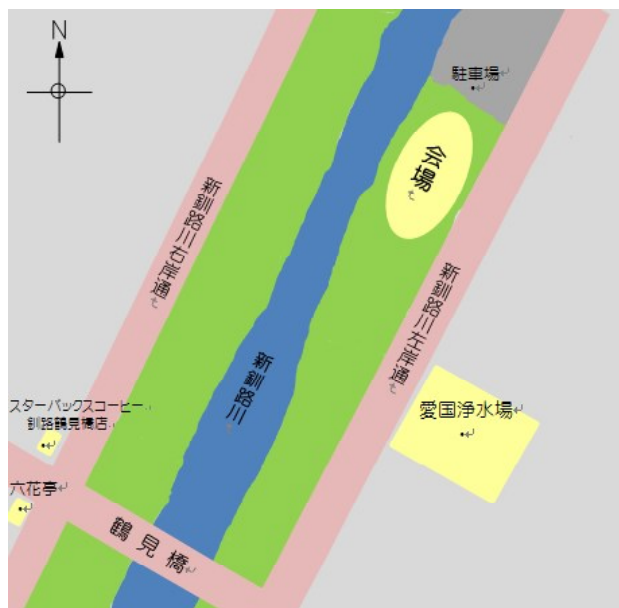 N
駐車場
会場
新釧路川右岸通
新釧路川左岸通
新釧路川
愛国浄水場
スターバックスコーヒー
釧路鶴見橋店
六花亭
鶴見橋